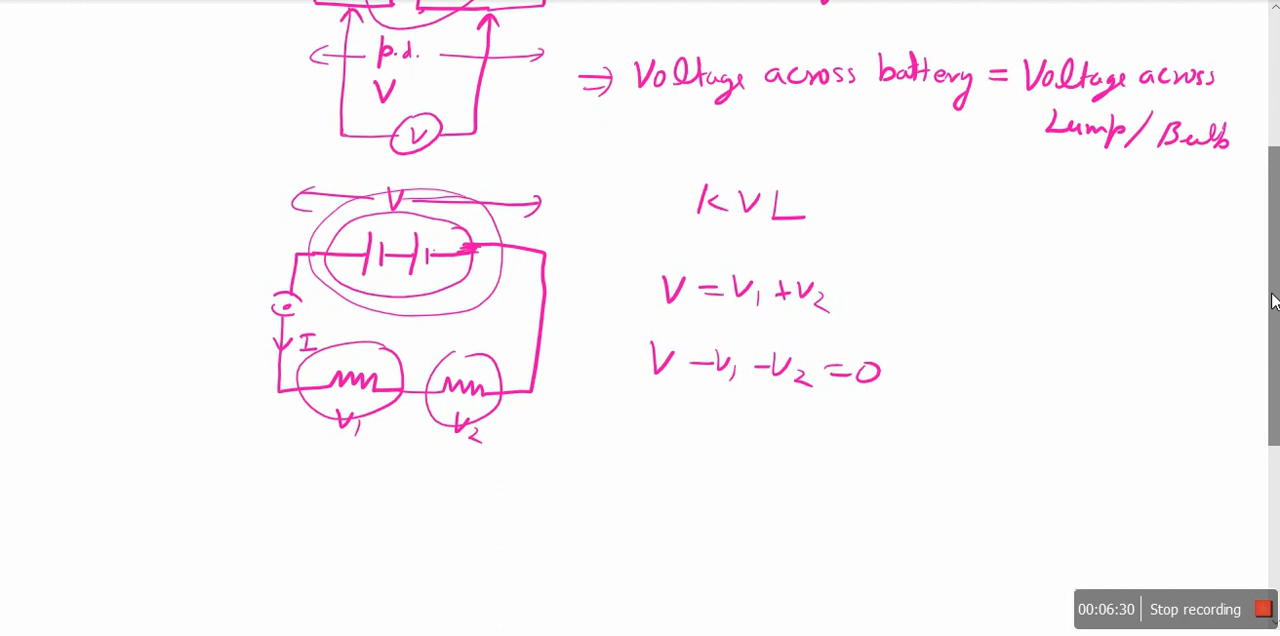 p.d.
V
V
⇒ Voltage across battery = Voltage across
Lump/Bulb
V
KVL
V = V₁ + V₂
I
V - V₁ - V₂ = 0
V₁
V₂
00:06:30 Stop recording